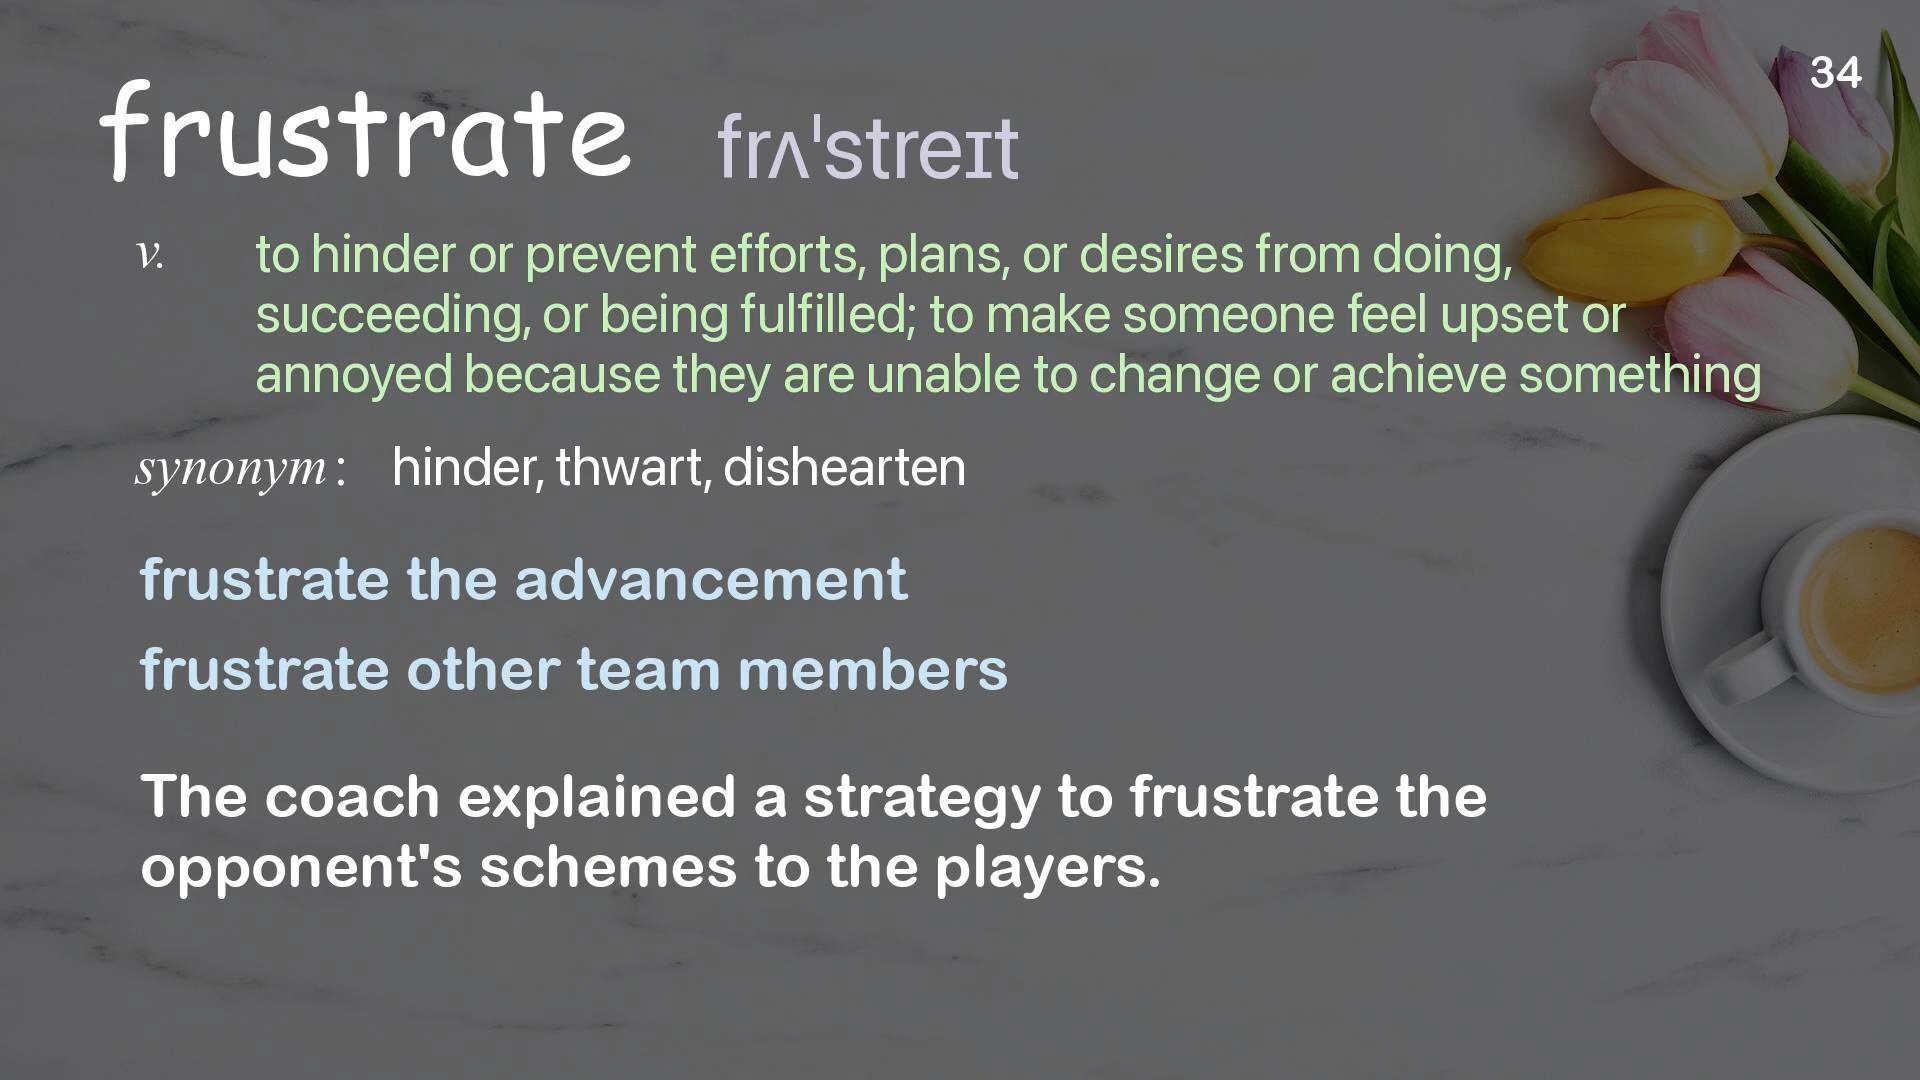 34
frustrate frʌˈstreɪt
v. to hinder or prevent efforts, plans, or desires from doing,
succeeding, or being fulfilled; to make someone feel upset or
annoyed because they are unable to change or achieve something
synonym: hinder, thwart, dishearten
frustrate the advancement
frustrate other team members
The coach explained a strategy to frustrate the
opponent's schemes to the players.